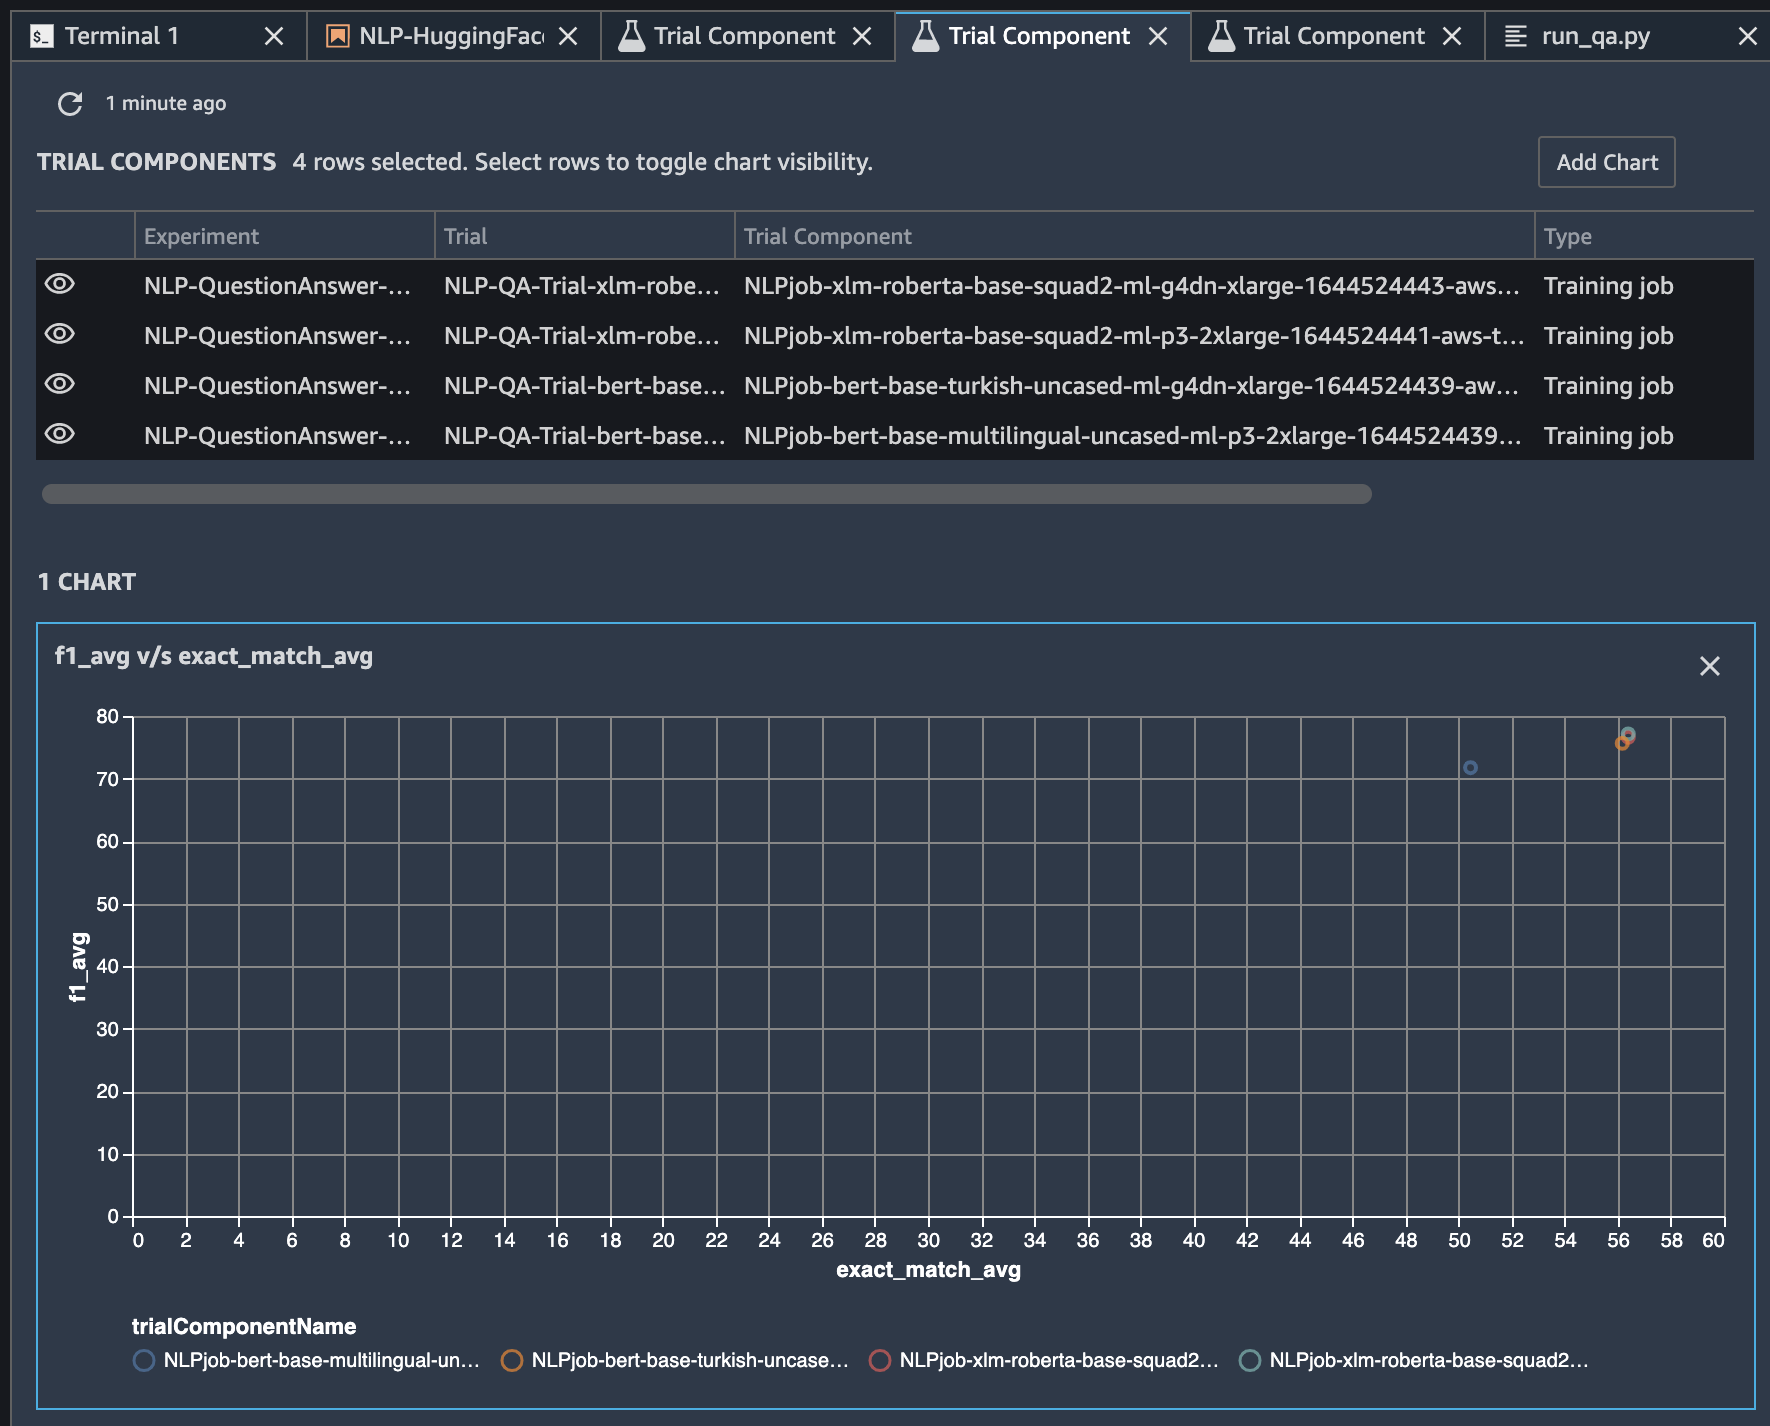 Terminal 1 NLP-HuggingFac Trial Component Trial Component Trial Component run_qa.py
1 minute ago
TRIAL COMPONENTS 4 rows selected. Select rows to toggle chart visibility. Add Chart
Experiment Trial Trial Component Type
NLP-QuestionAnswer-... NLP-QA-Trial-xlm-robe... NLPjob-xlm-roberta-base-squad2-ml-g4dn-xlarge-1644524443-aws... Training job
NLP-QuestionAnswer-... NLP-QA-Trial-xlm-robe... NLPjob-xlm-roberta-base-squad2-ml-p3-2xlarge-1644524441-aws-t... Training job
NLP-QuestionAnswer-... NLP-QA-Trial-bert-base... NLPjob-bert-base-turkish-uncased-ml-g4dn-xlarge-1644524439-aw... Training job
NLP-QuestionAnswer-... NLP-QA-Trial-bert-base... NLPjob-bert-base-multilingual-uncased-ml-p3-2xlarge-1644524439... Training job
1 CHART
f1_avg v/s exact_match_avg
80
70
60
50
40
30
20
10
0
f1_avg
0 2 4 6 8 10 12 14 16 18 20 22 24 26 28 30 32 34 36 38 40 42 44 46 48 50 52 54 56 58 60
exact_match_avg
trialComponentName
NLPjob-bert-base-multilingual-un... NLPjob-bert-base-turkish-uncase... NLPjob-xlm-roberta-base-squad2... NLPjob-xlm-roberta-base-squad2...